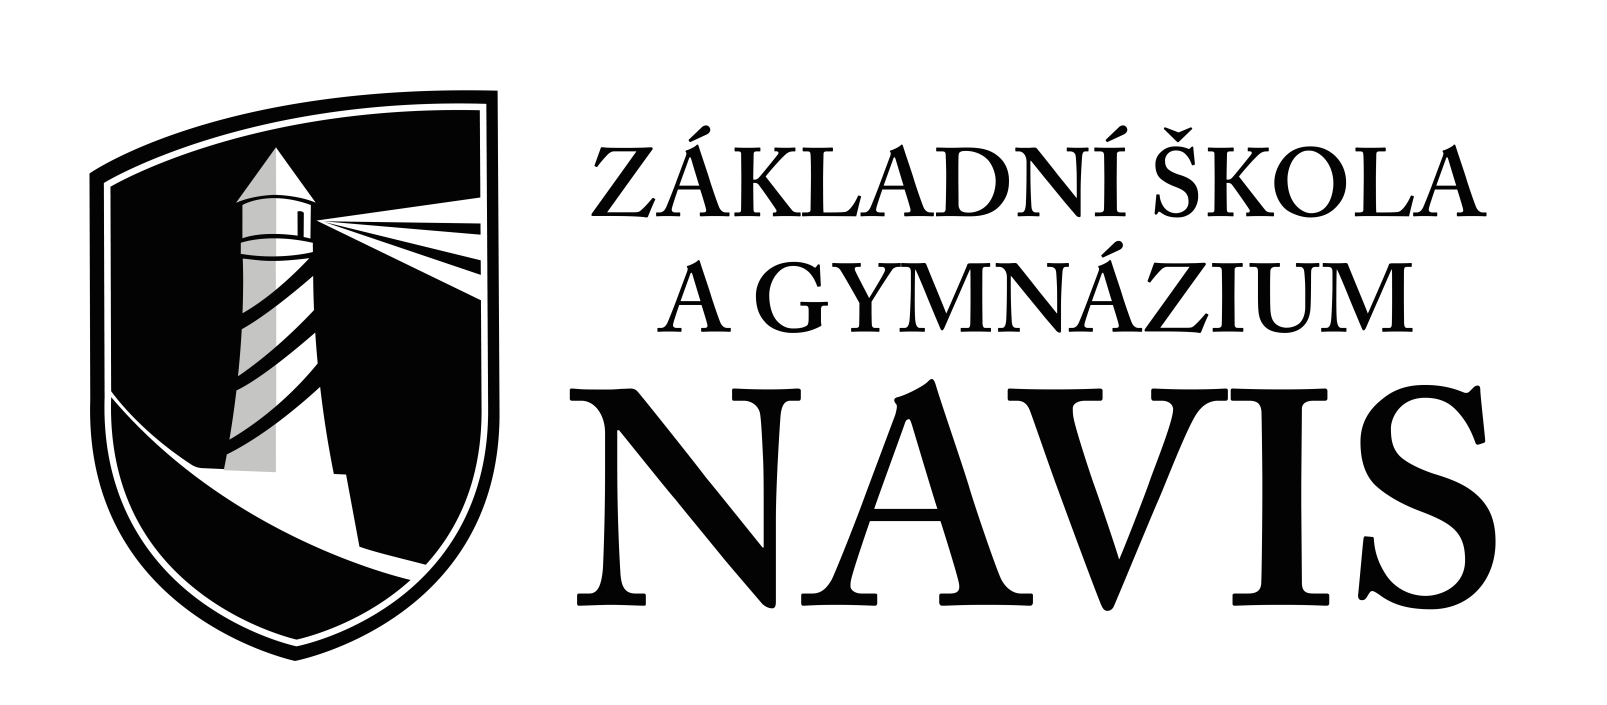 ZÁKLADNÍ ŠKOLA
A GYMNÁZIUM
NAVIS